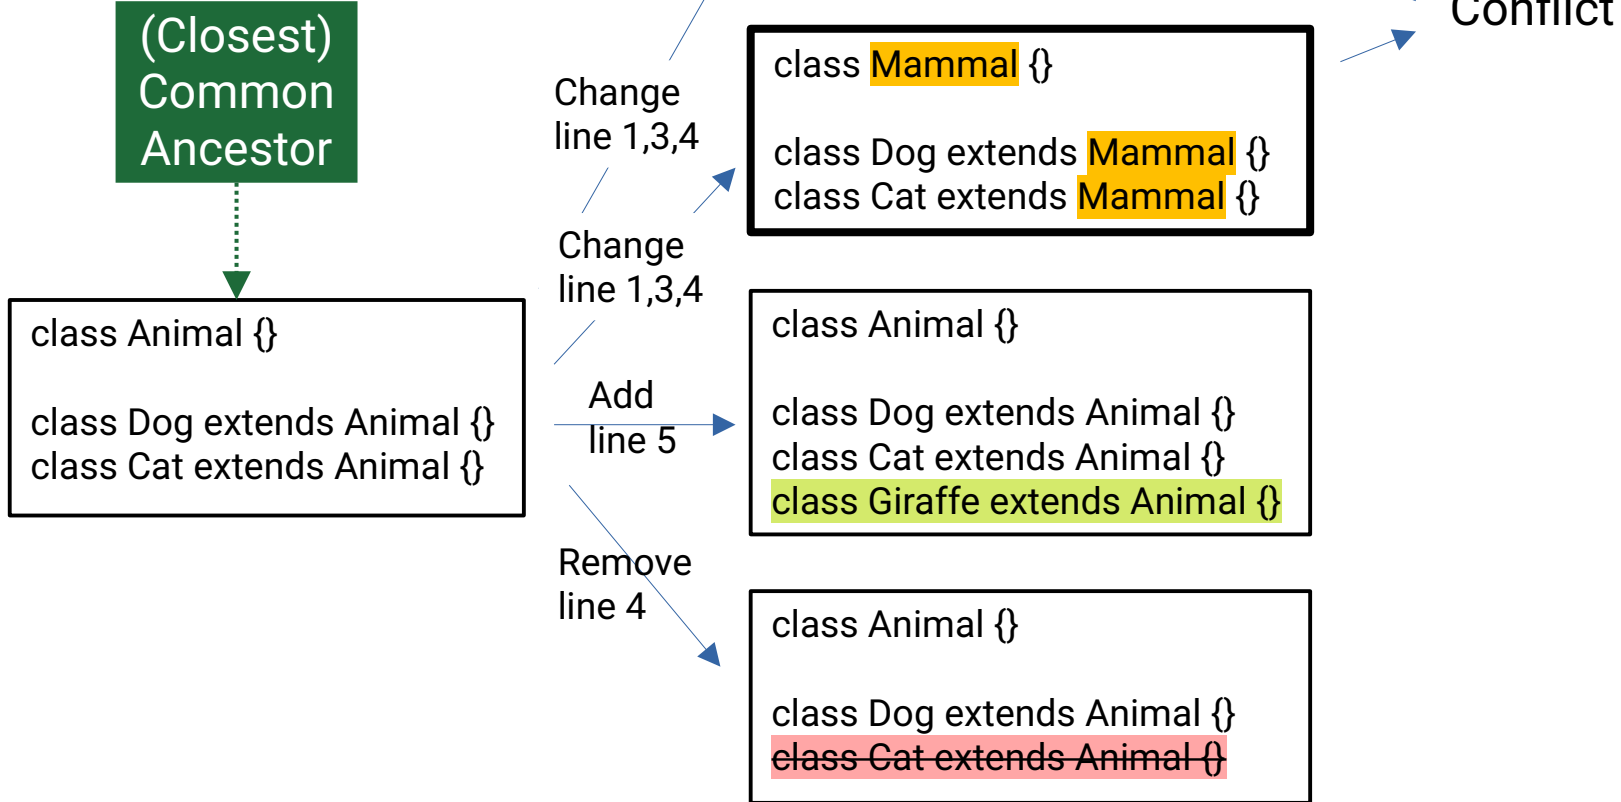 (Closest)
Common
Ancestor
class Animal {}
class Dog extends Animal {}
class Cat extends Animal {}
Change
line 1,3,4
Change
line 1,3,4
Add
line 5
Remove
line 4
class Mammal {}
class Dog extends Mammal {}
class Cat extends Mammal {}
class Animal {}
class Dog extends Animal {}
class Cat extends Animal {}
class Giraffe extends Animal {}
class Animal {}
class Dog extends Animal {}
class Cat extends Animal {}
Conflict